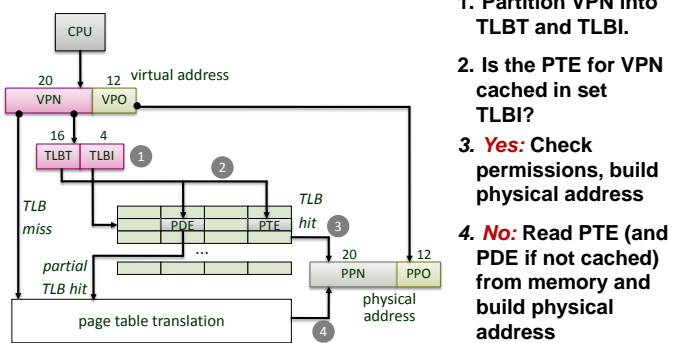 CPU
20
12
virtual address
VPN
VPO
16
4
TLBT
TLBI
1
2
TLB
miss
TLB
hit
PDE
PTE
3
...
partial
TLB hit
20
12
PPN
PPO
physical
address
page table translation
4
1. Partition VPN into
TLBT and TLBI.
2. Is the PTE for VPN
cached in set
TLBI?
3. Yes: Check
permissions, build
physical address
4. No: Read PTE (and
PDE if not cached)
from memory and
build physical
address